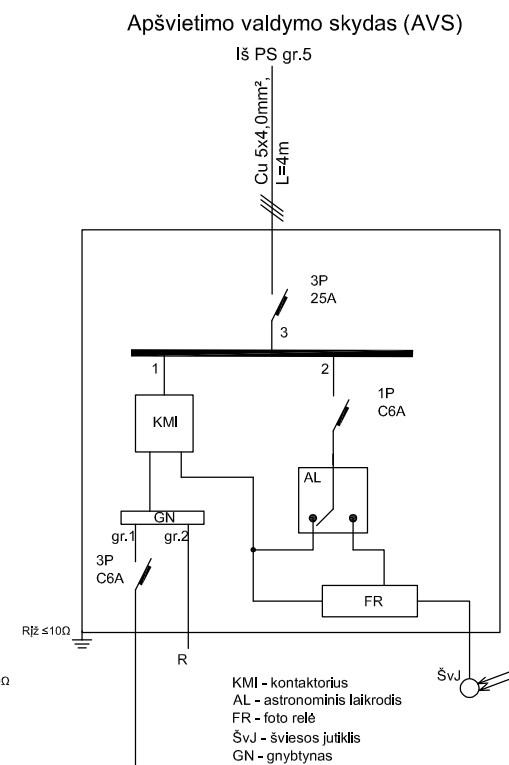 Apšvietimo valdymo skydas (AVS)
Iš PS gr.5
Cu 5x4,0mm²,
L=4m
3P
25A
3
1
2
1P
C6A
KMI
AL
GN
gr.1
gr.2
3P
C6A
FR
Rįž ≤10Ω
Ω
R
ŠvJ
KMI - kontaktorius
AL - astronominis laikrodis
FR - foto relė
ŠvJ - šviesos jutiklis
GN - gnybtynas